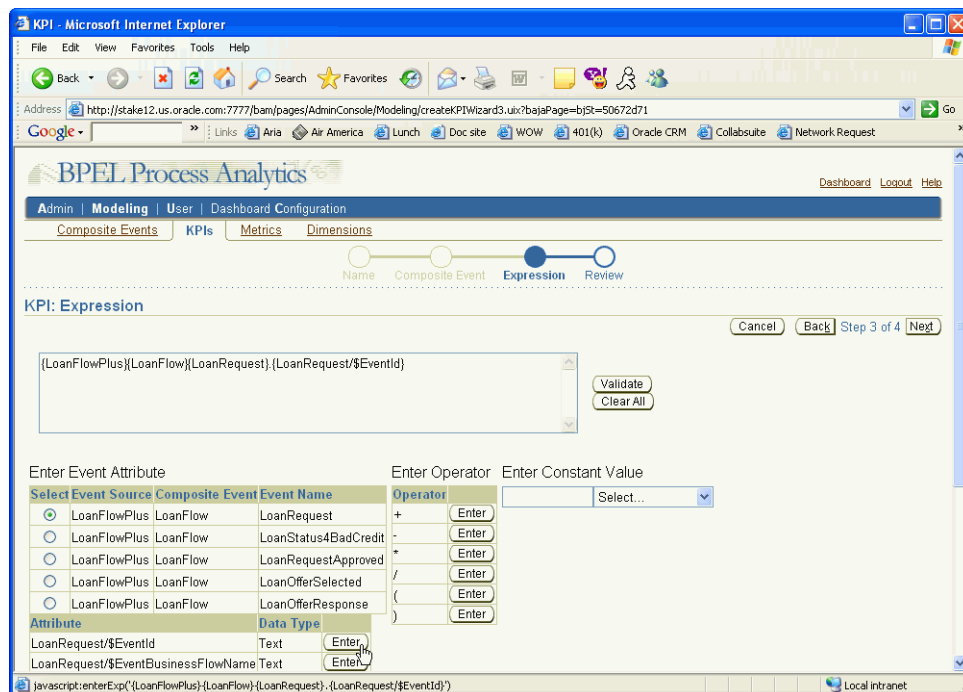 KPI - Microsoft Internet Explorer
File Edit View Favorites Tools Help
Back Search Favorites
Address http://stake12.us.oracle.com:7777/bam/pages/AdminConsole/Modeling/createKPIWizard3.uix?bajaPage=bjSt=50672d71 Go
Google - » Links Aria Air America Lunch Doc site WOW 401(k) Oracle CRM Collabsuite Network Request »
BPEL Process Analytics
Dashboard Logout Help
Admin | Modeling | User | Dashboard Configuration
Composite Events KPIs Metrics Dimensions
Name Composite Event Expression Review
KPI: Expression
Cancel Back Step 3 of 4 Next
{LoanFlowPlus}{LoanFlow}{LoanRequest}.{LoanRequest/$EventId}
Validate
Clear All
Enter Event Attribute Enter Operator Enter Constant Value
Select Event Source Composite Event Event Name Operator Select...
LoanFlowPlus LoanFlow LoanRequest + Enter
LoanFlowPlus LoanFlow LoanStatus4BadCredit - Enter
LoanFlowPlus LoanFlow LoanRequestApproved * Enter
LoanFlowPlus LoanFlow LoanOfferSelected / Enter
LoanFlowPlus LoanFlow LoanOfferResponse ( Enter
Attribute Data Type ) Enter
LoanRequest/$EventId Text Enter
LoanRequest/$EventBusinessFlowName Text Enter
javascript:enterExp('{LoanFlowPlus}{LoanFlow}{LoanRequest}.{LoanRequest/$EventId}') Local intranet